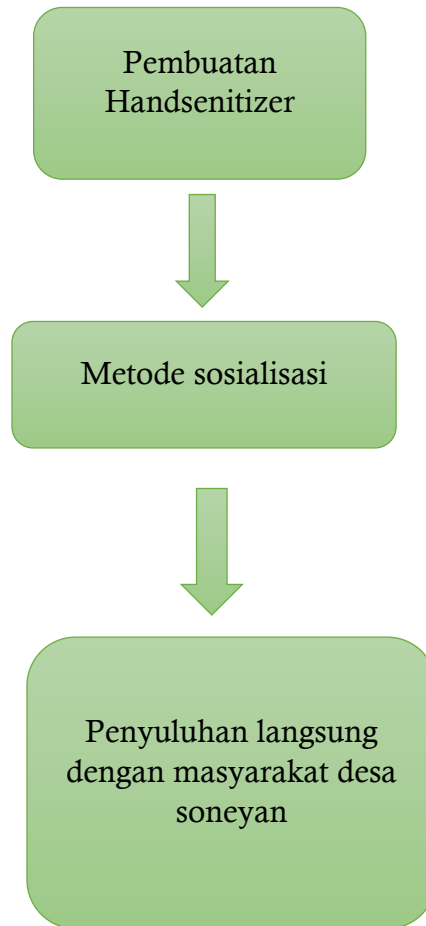 Pembuatan
Handsenitizer
Metode sosialisasi
Penyuluhan langsung
dengan masyarakat desa
soneyan